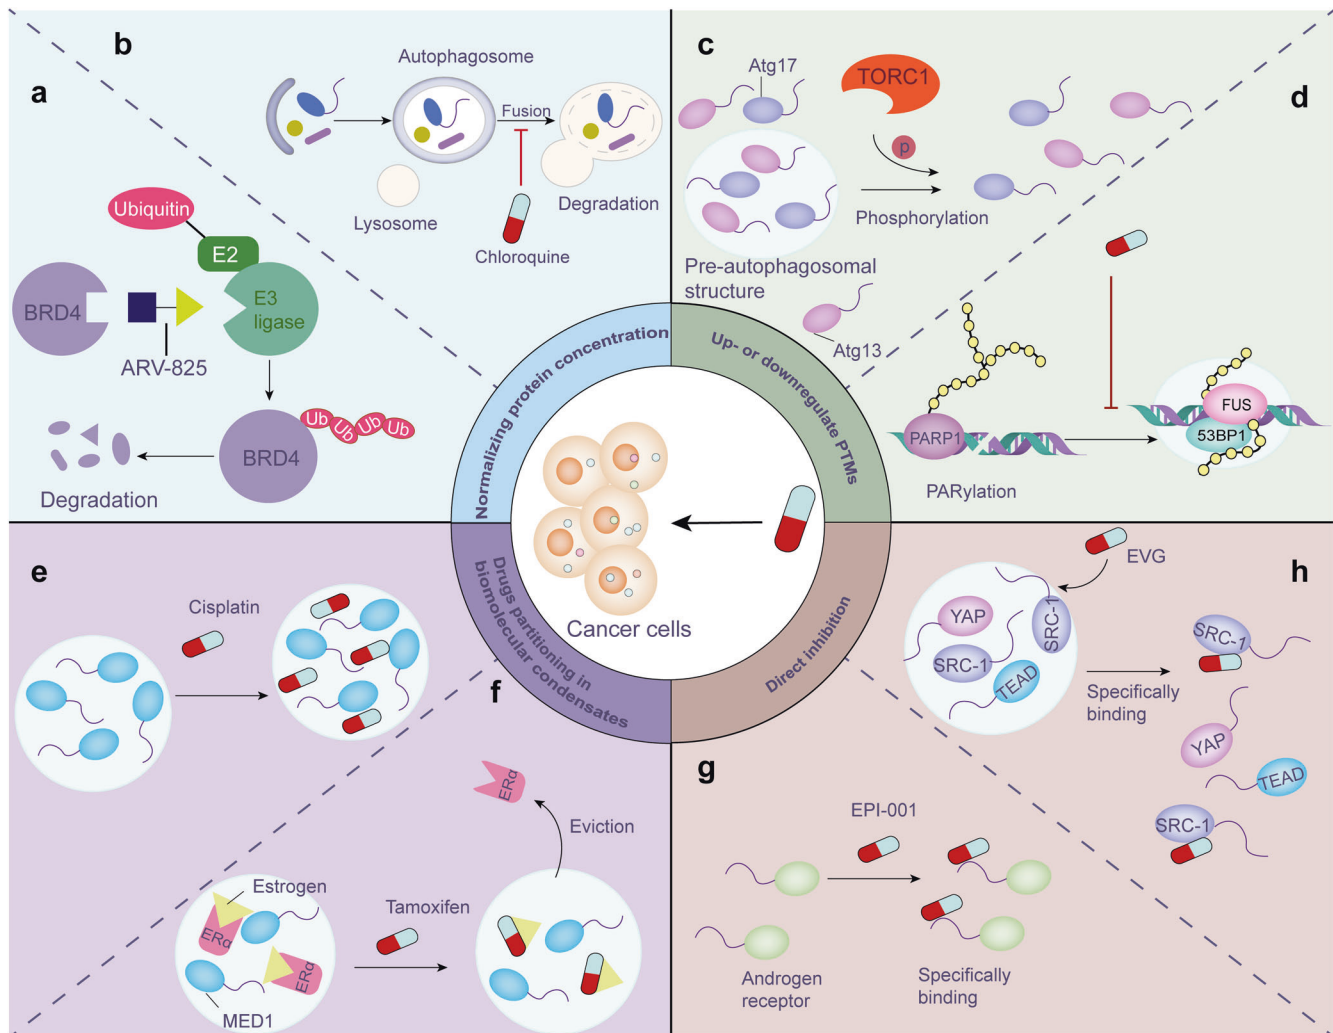 a
b
Autophagosome
Fusion
Lysosome
Degradation
Chloroquine
Ubiquitin
E2
BRD4
E3
ligase
ARV-825
BRD4
Ub
Ub
Ub
Ub
Degradation
c
Atg17
TORC1
p
Phosphorylation
Pre-autophagosomal
structure
Atg13
d
PARP1
PARylation
FUS
53BP1
Normalizing protein concentration
Up- or downregulate PTMs
Drugs partitioning in
biomolecular condensates
Direct inhibition
Cancer cells
e
Cisplatin
f
ERα
Eviction
Estrogen
ERα
ERα
MED1
Tamoxifen
g
EPI-001
Androgen
receptor
Specifically
binding
h
EVG
YAP
SRC-1
SRC-1
TEAD
Specifically
binding
SRC-1
YAP
TEAD
SRC-1